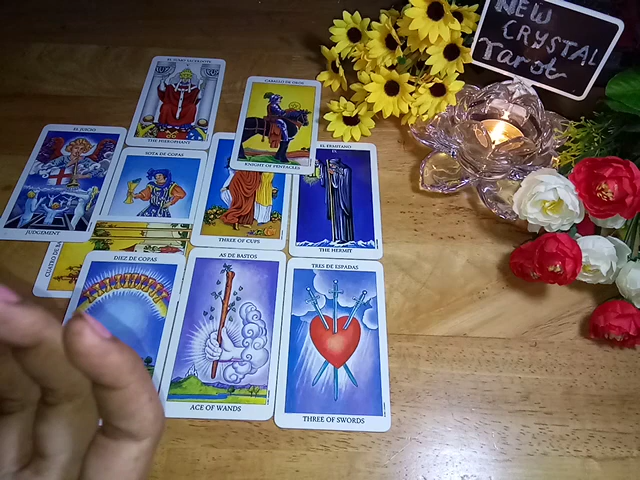 NEW
CRYSTAL
Tarot
EL SUMO SACERDOTE
THE HIEROPHANT
CABALLO DE OROS
KNIGHT OF PENTACLES
EL JUICIO
JUDGEMENT
SOTA DE COPAS
THREE OF CUPS
EL ERMITAÑO
THE HERMIT
CUATRO DE
DIEZ DE COPAS
AS DE BASTOS
ACE OF WANDS
TRES DE ESPADAS
THREE OF SWORDS